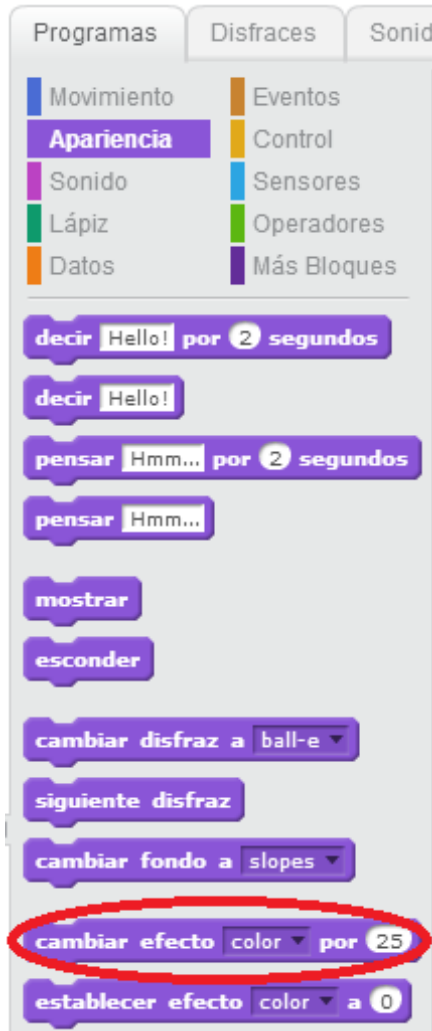 Programas Disfraces Sonid
Movimiento Eventos
Apariencia Control
Sonido Sensores
Lápiz Operadores
Datos Más Bloques
decir Hello! por 2 segundos
decir Hello!
pensar Hmm... por 2 segundos
pensar Hmm...
mostrar
esconder
cambiar disfraz a ball-e
siguiente disfraz
cambiar fondo a slopes
cambiar efecto color por 25
establecer efecto color a 0